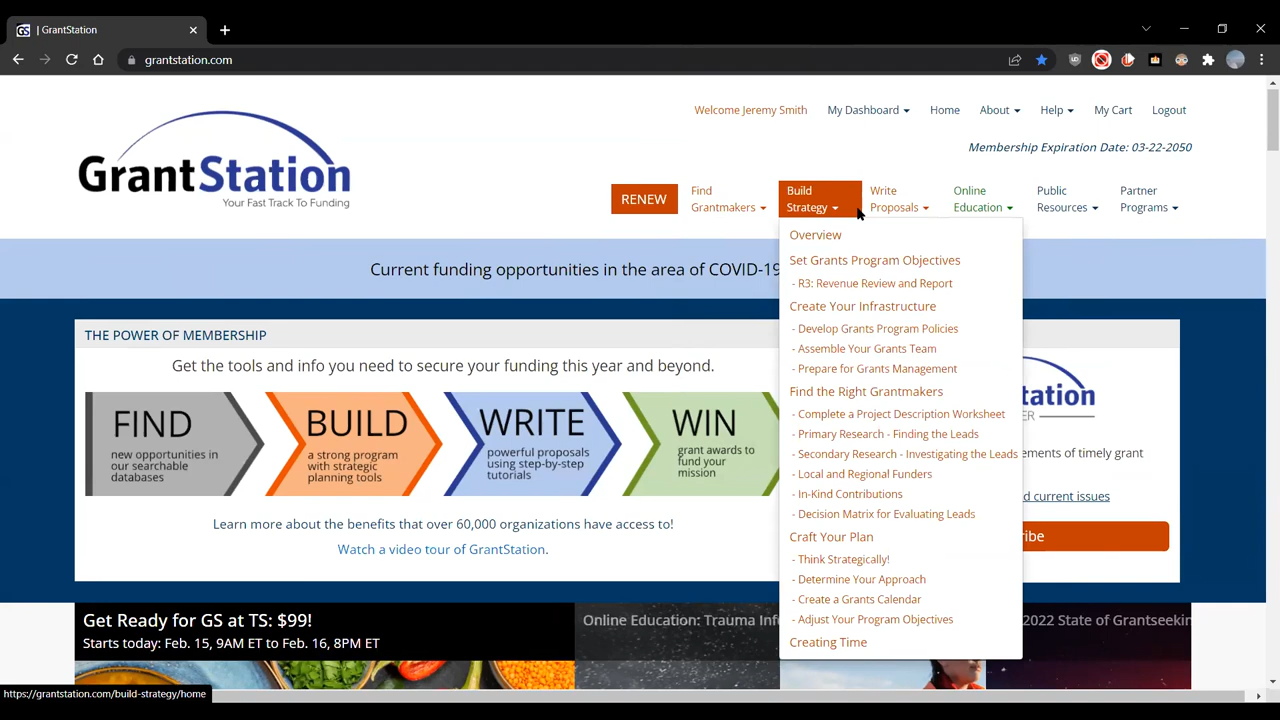 GS | GrantStation
grantstation.com
Welcome Jeremy Smith My Dashboard Home About Help My Cart Logout
Membership Expiration Date: 03-22-2050
GrantStation
Your Fast Track To Funding
RENEW
Find
Grantmakers
Build
Strategy
Write
Proposals
Online
Education
Public
Resources
Partner
Programs
Overview
Set Grants Program Objectives
- R3: Revenue Review and Report
Create Your Infrastructure
- Develop Grants Program Policies
- Assemble Your Grants Team
- Prepare for Grants Management
Find the Right Grantmakers
- Complete a Project Description Worksheet
- Primary Research - Finding the Leads
- Secondary Research - Investigating the Leads
- Local and Regional Funders
- In-Kind Contributions
- Decision Matrix for Evaluating Leads
Craft Your Plan
- Think Strategically!
- Determine Your Approach
- Create a Grants Calendar
- Adjust Your Program Objectives
Creating Time
Current funding opportunities in the area of COVID-19
THE POWER OF MEMBERSHIP
Get the tools and info you need to secure your funding this year and beyond.
FIND
new opportunities in
our searchable
databases
BUILD
a strong program
with strategic
planning tools
WRITE
powerful proposals
using step-by-step
tutorials
WIN
grant awards to
fund your
mission
Learn more about the benefits that over 60,000 organizations have access to!
Watch a video tour of GrantStation.
station
ER
ements of timely grant
d current issues
ribe
Get Ready for GS at TS: $99!
Starts today: Feb. 15, 9AM ET to Feb. 16, 8PM ET
Online Education: Trauma Inf
2022 State of Grantseekin
https://grantstation.com/build-strategy/home